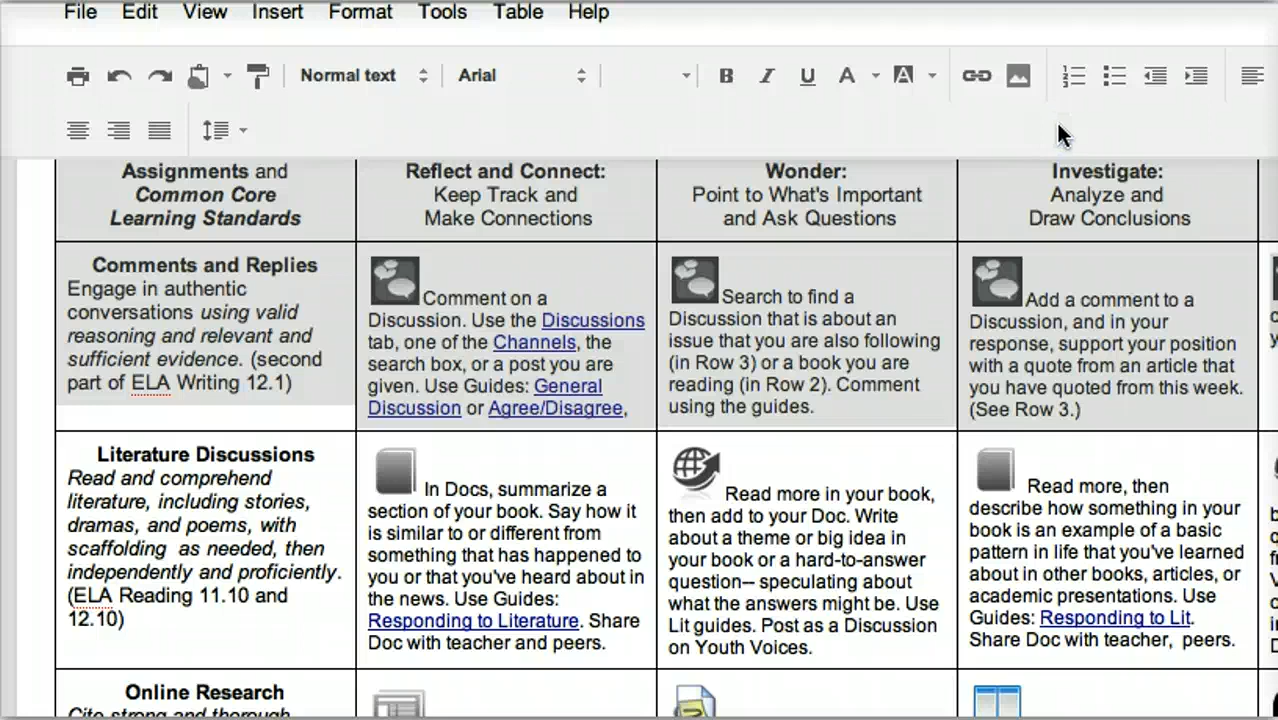 File Edit View Insert Format Tools Table Help
Normal text Arial B I U A A
Assignments and
Common Core
Learning Standards
Reflect and Connect:
Keep Track and
Make Connections
Wonder:
Point to What's Important
and Ask Questions
Investigate:
Analyze and
Draw Conclusions
Comments and Replies
Engage in authentic
conversations using valid
reasoning and relevant and
sufficient evidence. (second
part of ELA Writing 12.1)
Comment on a
Discussion. Use the Discussions
tab, one of the Channels, the
search box, or a post you are
given. Use Guides: General
Discussion or Agree/Disagree,
Search to find a
Discussion that is about an
issue that you are also following
(in Row 3) or a book you are
reading (in Row 2). Comment
using the guides.
Add a comment to a
Discussion, and in your
response, support your position
with a quote from an article that
you have quoted from this week.
(See Row 3.)
Literature Discussions
Read and comprehend
literature, including stories,
dramas, and poems, with
scaffolding as needed, then
independently and proficiently.
(ELA Reading 11.10 and
12.10)
In Docs, summarize a
section of your book. Say how it
is similar to or different from
something that has happened to
you or that you've heard about in
the news. Use Guides:
Responding to Literature. Share
Doc with teacher and peers.
Read more in your book,
then add to your Doc. Write
about a theme or big idea in
your book or a hard-to-answer
question-- speculating about
what the answers might be. Use
Lit guides. Post as a Discussion
on Youth Voices.
Read more, then
describe how something in your
book is an example of a basic
pattern in life that you've learned
about in other books, articles, or
academic presentations. Use
Guides: Responding to Lit.
Share Doc with teacher, peers.
Online Research
Cite strong and thorough